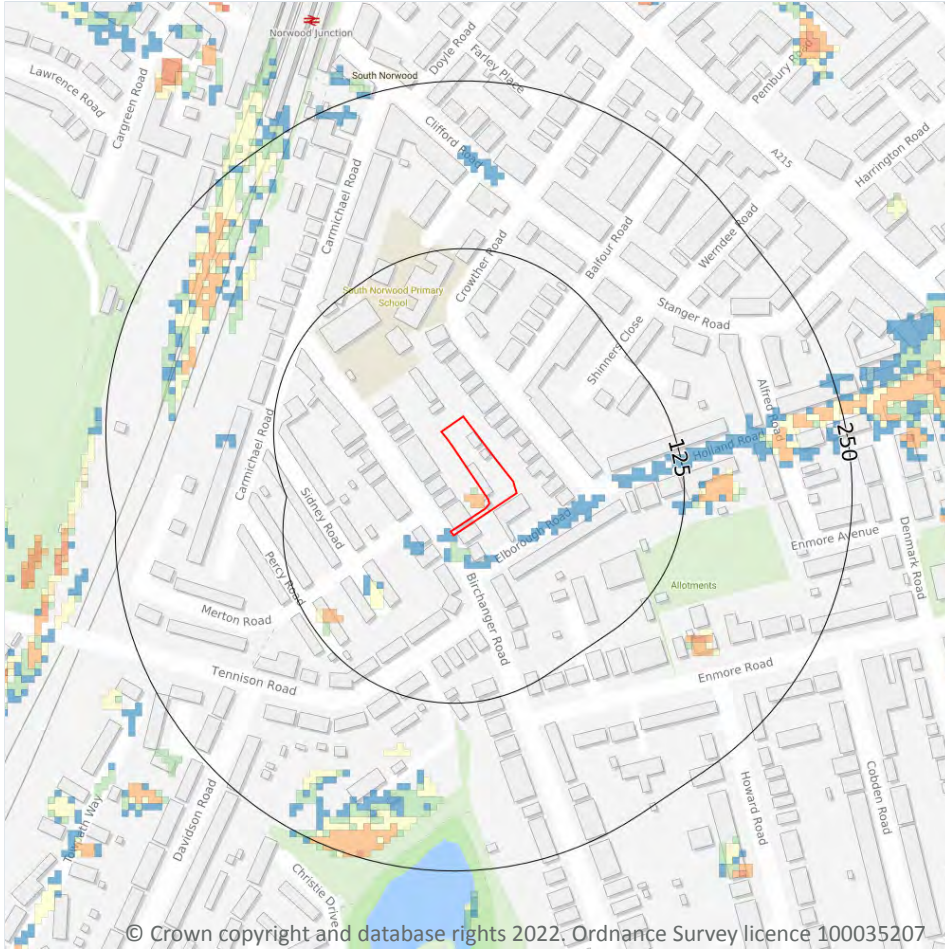 Norwood Junction
South Norwood
Doyle Road
Farley Place
Pembury Road
Lawrence Road
Cargreen Road
Clifford Road
A215
Harrington Road
Carmichael Road
Crowther Road
Balfour Road
Werndee Road
South Norwood Primary
School
Stanger Road
Shinners Close
Alfred Road
Holland Road
125
250
Carmichael Road
Sidney Road
Elborough Road
Enmore Avenue
Denmark Road
Percy Road
Allotments
Merton Road
Birchanger Road
Tennison Road
Enmore Road
Howard Road
Cobden Road
Davidson Road
Way
Christie Drive
© Crown copyright and database rights 2022. Ordnance Survey licence 100035207